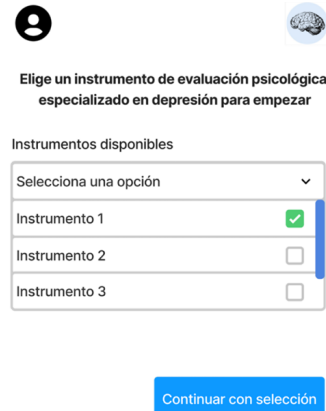 Elige un instrumento de evaluación psicológica
especializado en depresión para empezar
Instrumentos disponibles
Selecciona una opción
Instrumento 1
Instrumento 2
Instrumento 3
Continuar con selección